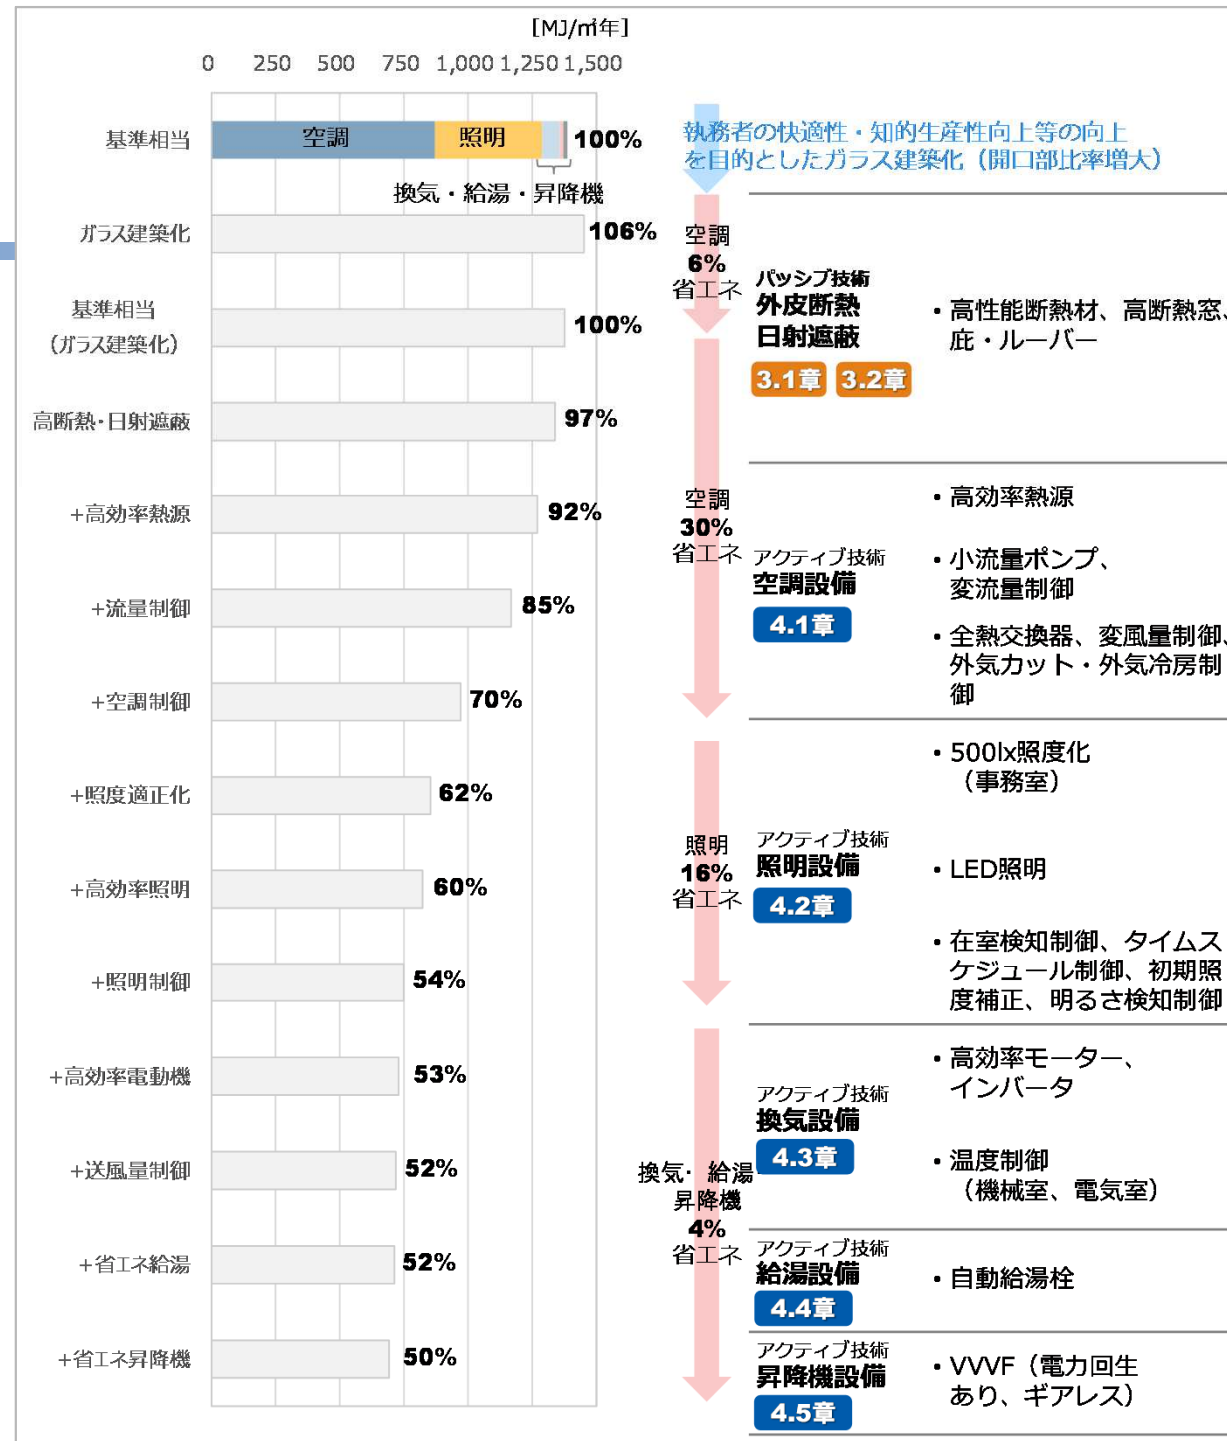 [MJ/㎡年]
0 250 500 750 1,000 1,250 1,500
基準相当
空調
照明
100%
換気・給湯・昇降機
ガラス建築化
106%
基準相当
(ガラス建築化)
100%
高断熱・日射遮蔽
97%
+高効率熱源
92%
+流量制御
85%
+空調制御
70%
+照度適正化
62%
+高効率照明
60%
+照明制御
54%
+高効率電動機
53%
+送風量制御
52%
+省エネ給湯
52%
+省エネ昇降機
50%
執務者の快適性・知的生産性向上等の向上
を目的としたガラス建築化（開口部比率増大）
空調
6%
省エネ
パッシブ技術
外皮断熱
日射遮蔽
3.1章 3.2章
・高性能断熱材、高断熱窓、
庇・ルーバー
空調
30%
省エネ
アクティブ技術
空調設備
4.1章
・高効率熱源
・小流量ポンプ、
変流量制御
・全熱交換器、変風量制御、
外気カット・外気冷房制
御
照明
16%
省エネ
アクティブ技術
照明設備
4.2章
・500lx照度化
（事務室）
・LED照明
・在室検知制御、タイムス
ケジュール制御、初期照
度補正、明るさ検知制御
換気・給湯・
昇降機
4%
省エネ
アクティブ技術
換気設備
4.3章
・高効率モーター、
インバータ
・温度制御
（機械室、電気室）
アクティブ技術
給湯設備
4.4章
・自動給湯栓
アクティブ技術
昇降機設備
4.5章
・VVVF（電力回生
あり、ギアレス）